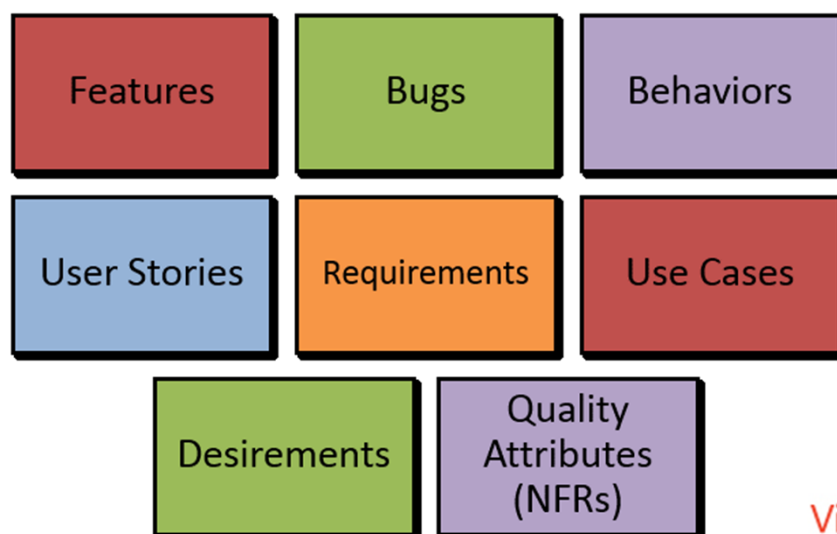 Features
Bugs
Behaviors
User Stories
Requirements
Use Cases
Desirements
Quality
Attributes
(NFRs)